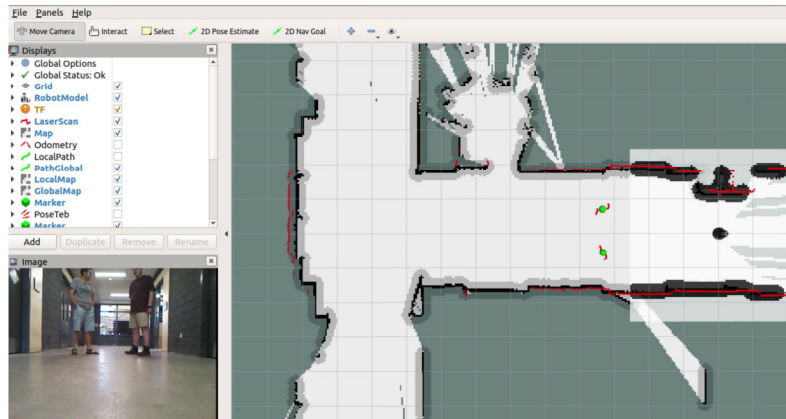 File Panels Help
Move Camera Interact Select 2D Pose Estimate 2D Nav Goal
Displays
Global Options
Global Status: Ok
Grid
RobotModel
TF
LaserScan
Map
Odometry
LocalPath
PathGlobal
LocalMap
GlobalMap
Marker
PoseTeb
Marker
Add Duplicate Remove Rename
Image